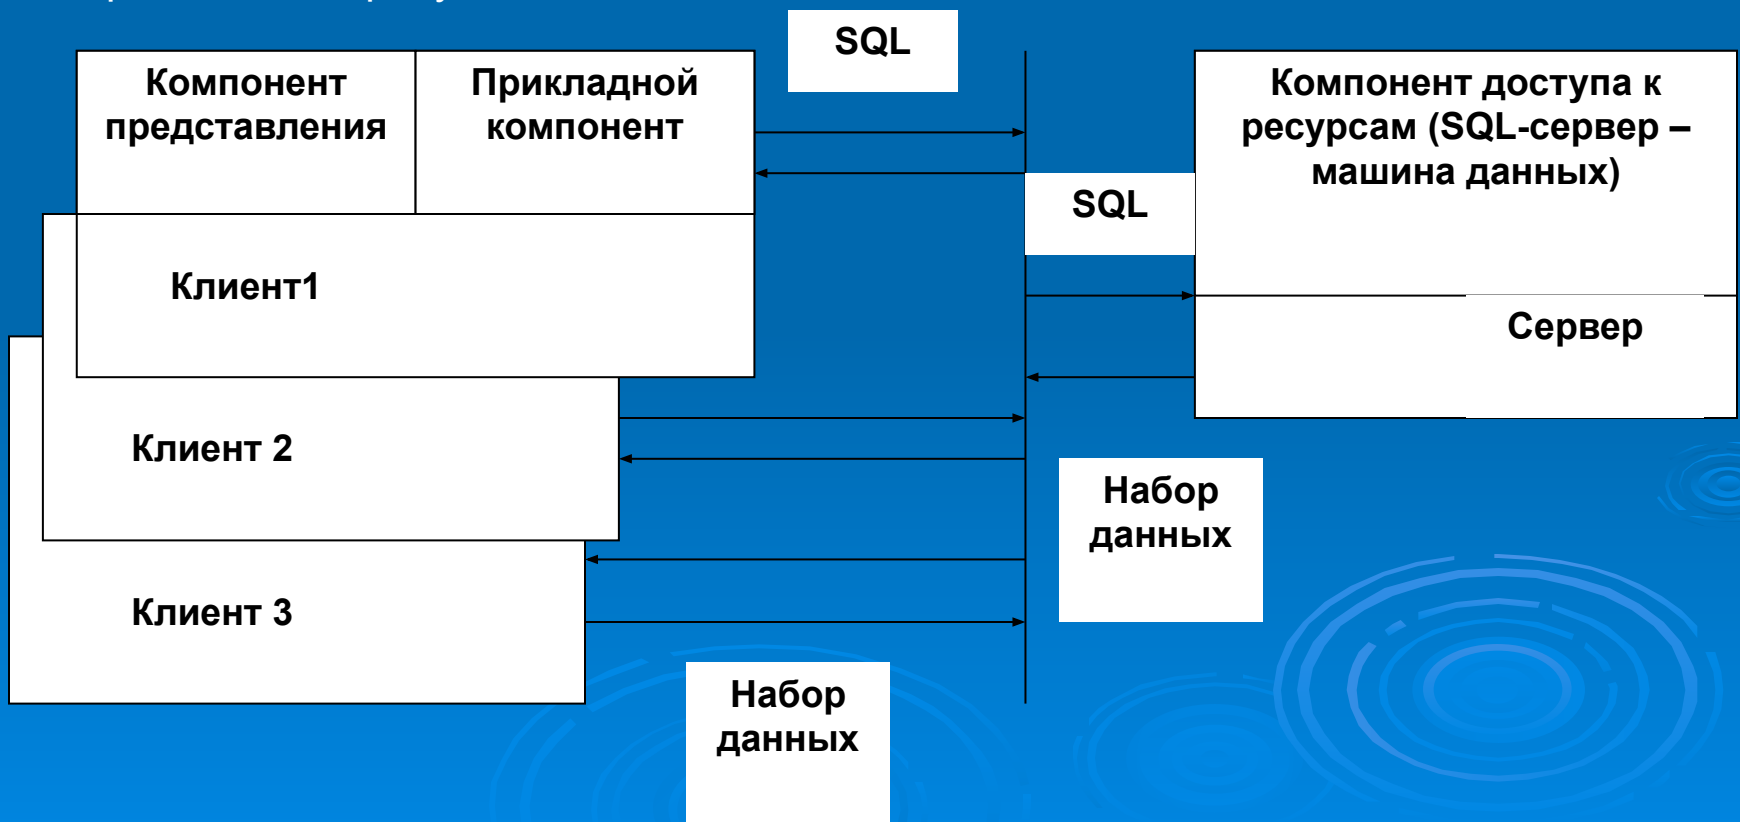 SQL
Компонент
представления
Прикладной
компонент
Компонент доступа к
ресурсам (SQL-сервер –
машина данных)
SQL
Клиент1
Сервер
Клиент 2
Набор
данных
Клиент 3
Набор
данных